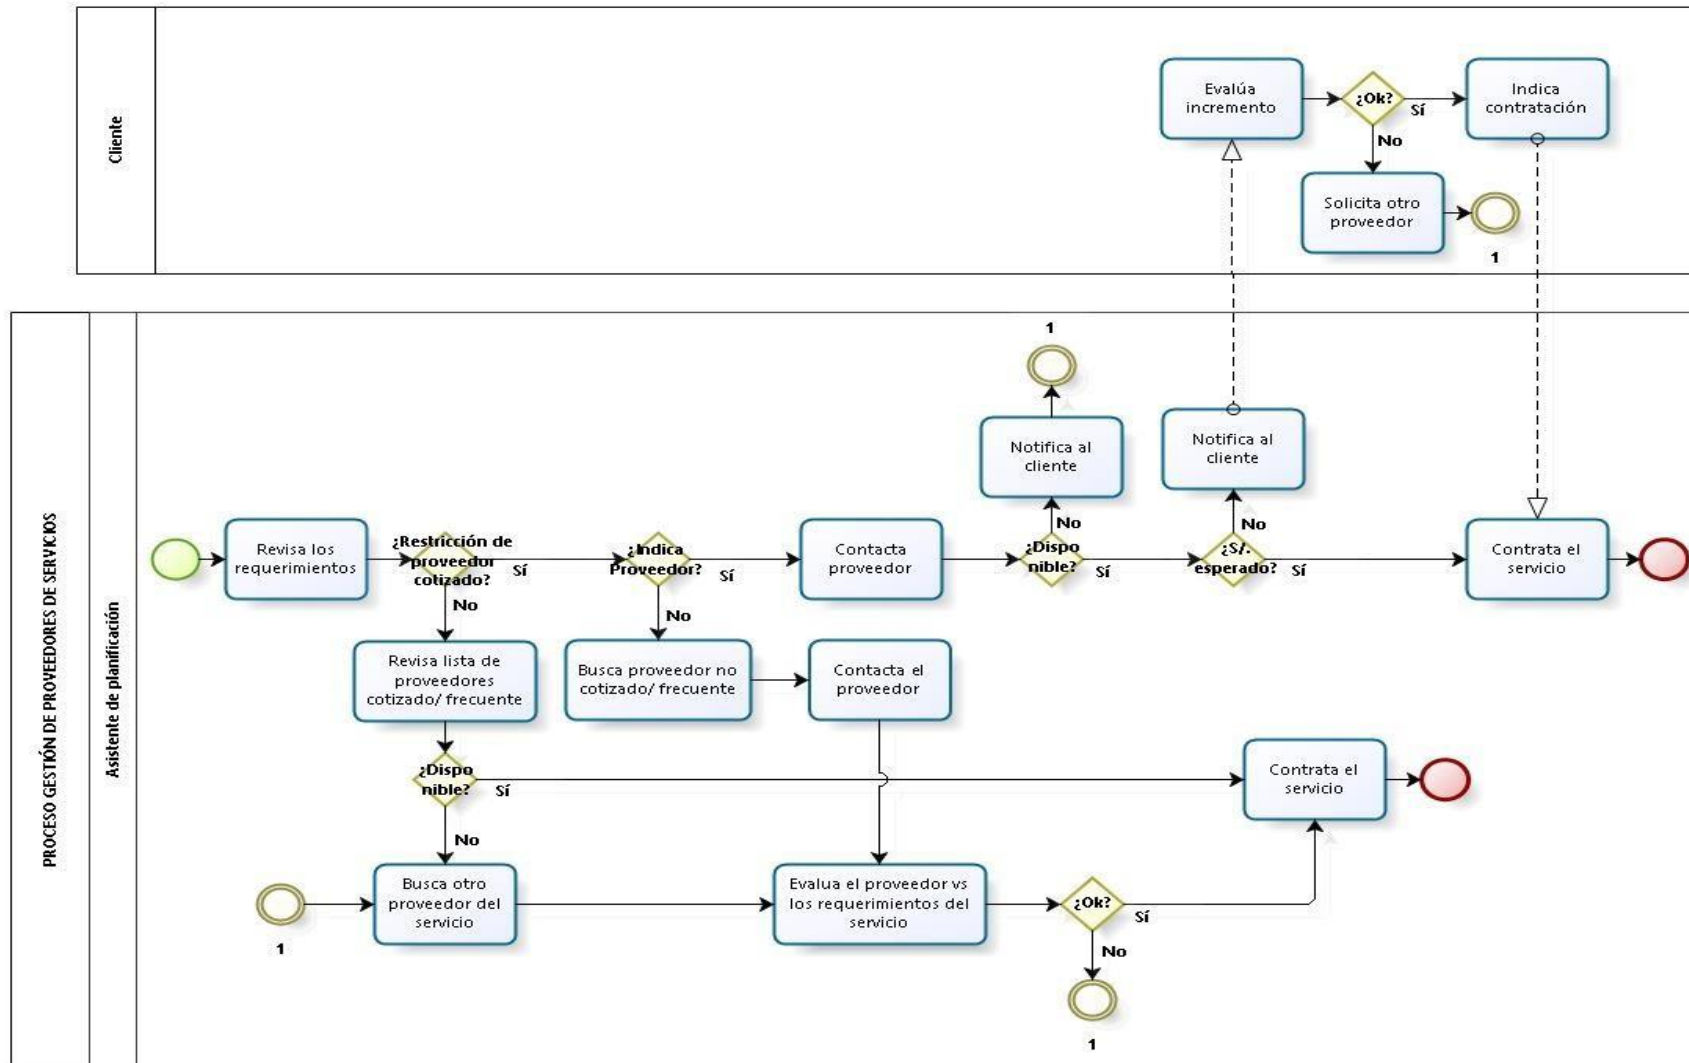 Cliente
Evalúa
incremento
¿Ok?
Sí
No
Indica
contratación
Solicita otro
proveedor
1
PROCESO GESTIÓN DE PROVEEDORES DE SERVICIOS
Asistente de planificación
1
Notifica al
cliente
No
Notifica al
cliente
No
Revisa los
requerimientos
¿Restricción de
proveedor
cotizado?
Sí
No
¿Indica
Proveedor?
Sí
No
Contacta
proveedor
¿Dispo
nible?
Sí
¿S/.
esperado?
Sí
Contrata el
servicio
Revisa lista de
proveedores
cotizado/ frecuente
Busca proveedor no
cotizado/ frecuente
Contacta el
proveedor
¿Dispo
nible?
Sí
No
Contrata el
servicio
1
Busca otro
proveedor del
servicio
Evalua el proveedor vs
los requerimientos del
servicio
¿Ok?
Sí
No
1